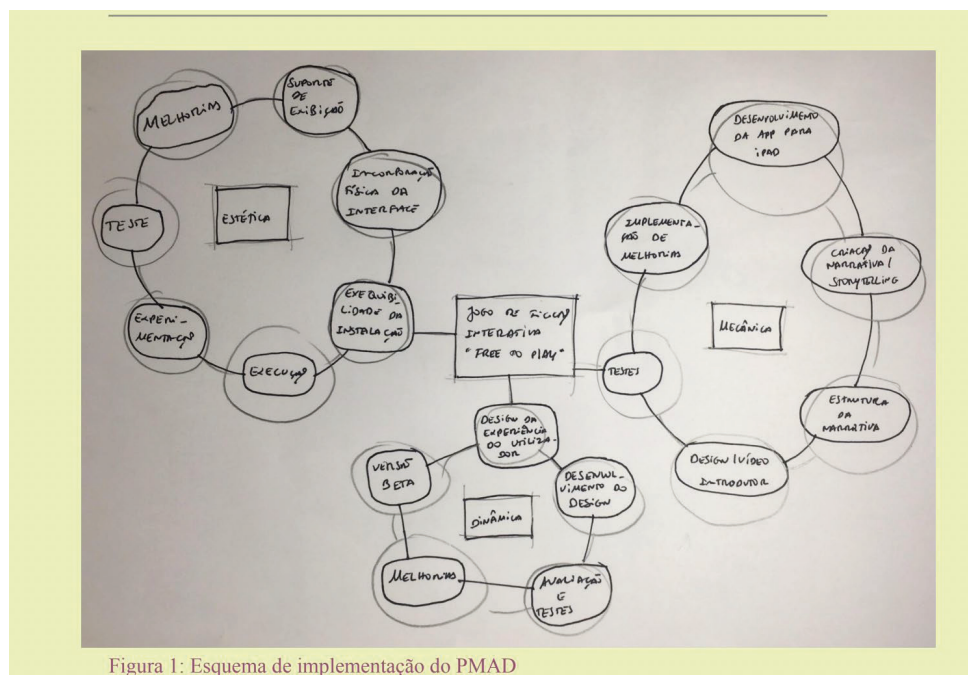 SUPORTE
DE
EXIBIÇÃO
MELHORIAS
INCORPORAÇÃO
FÍSICA DA
INTERFACE
ESTÉTICA
TESTE
EXEQUIBI-
LIDADE DA
INSTALAÇÃO
EXPERI-
MENTAÇÃO
EXECUÇÃO
JOGO DE FICÇÃO
INTERATIVA
"FREE TO PLAY"
DESENVOLVIMENTO
DA APP PARA
iPAD
IMPLEMENTA-
ÇÃO DE
MELHORIAS
CRIAÇÃO DA
NARRATIVA/
STORYTELLING
MECÂNICA
TESTES
ESTRUTURA
DA
NARRATIVA
DESIGN/VÍDEO
INTRODUTOR
DESIGN DA
EXPERIÊNCIA
DO UTILIZA-
DOR
VERSÃO
BETA
DESENVOL-
VIMENTO DO
DESIGN
DINÂMICA
MELHORIAS
AVALIAÇÃO
E
TESTES
Figura 1: Esquema de implementação do PMAD